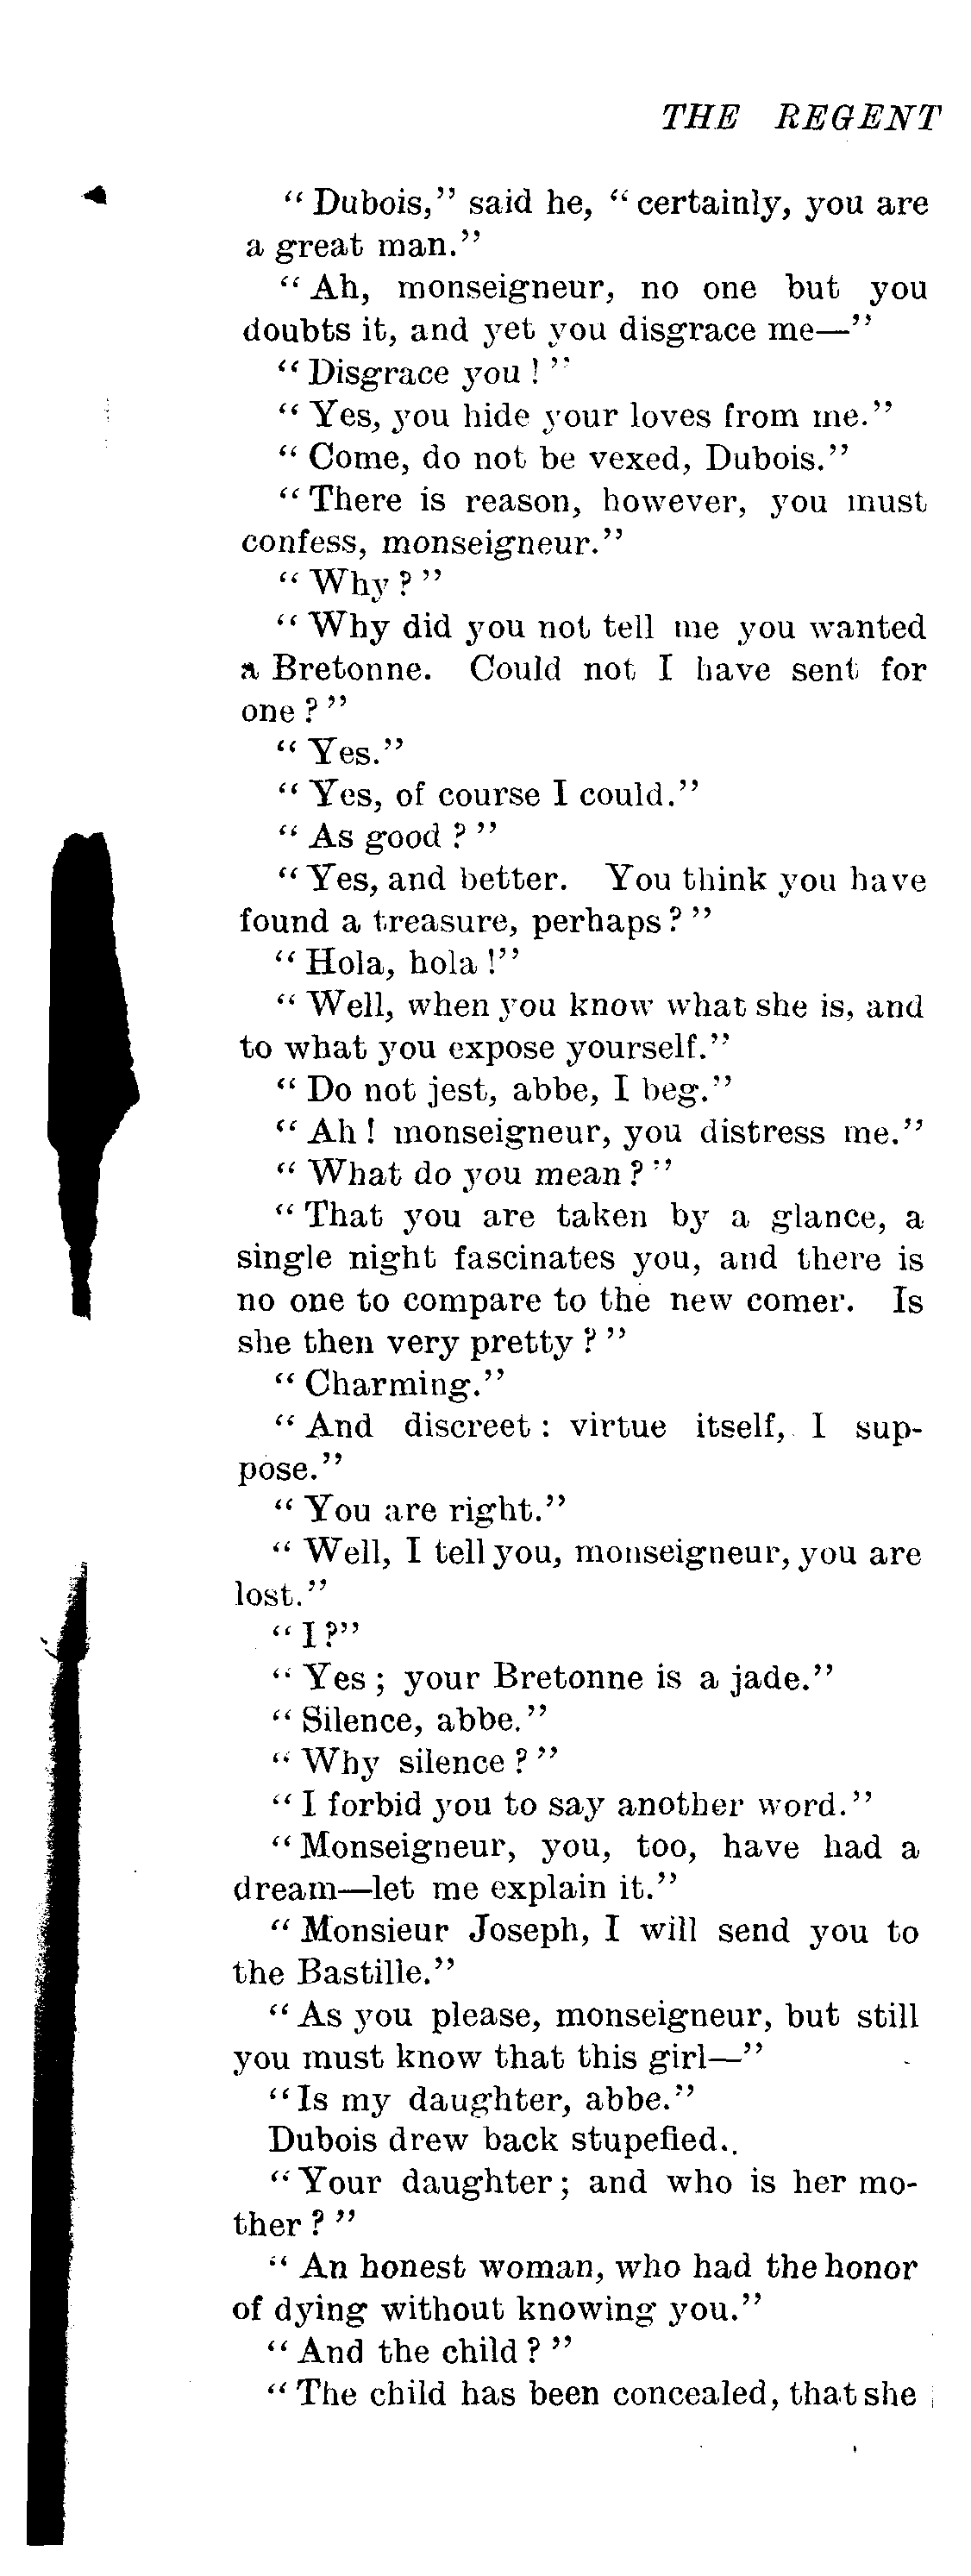 THE REGENT
"Dubois," said he, "certainly, you are
a great man."
"Ah, monseigneur, no one but you
doubts it, and yet you disgrace me—"
"Disgrace you!"
"Yes, you hide your loves from me."
"Come, do not be vexed, Dubois."
"There is reason, however, you must
confess, monseigneur."
"Why?"
"Why did you not tell me you wanted
a Bretonne. Could not I have sent for
one?"
"Yes."
"Yes, of course I could."
"As good?"
"Yes, and better. You think you have
found a treasure, perhaps?"
"Hola, hola!"
"Well, when you know what she is, and
to what you expose yourself."
"Do not jest, abbe, I beg."
"Ah! monseigneur, you distress me."
"What do you mean?"
"That you are taken by a glance, a
single night fascinates you, and there is
no one to compare to the new comer. Is
she then very pretty?"
"Charming."
"And discreet: virtue itself, I sup-
pose."
"You are right."
"Well, I tell you, monseigneur, you are
lost."
"I?"
"Yes; your Bretonne is a jade."
"Silence, abbe."
"Why silence?"
"I forbid you to say another word."
"Monseigneur, you, too, have had a
dream—let me explain it."
"Monsieur Joseph, I will send you to
the Bastille."
"As you please, monseigneur, but still
you must know that this girl—"
"Is my daughter, abbe."
Dubois drew back stupefied.
"Your daughter; and who is her mo-
ther?"
"An honest woman, who had the honor
of dying without knowing you."
"And the child?"
"The child has been concealed, that she